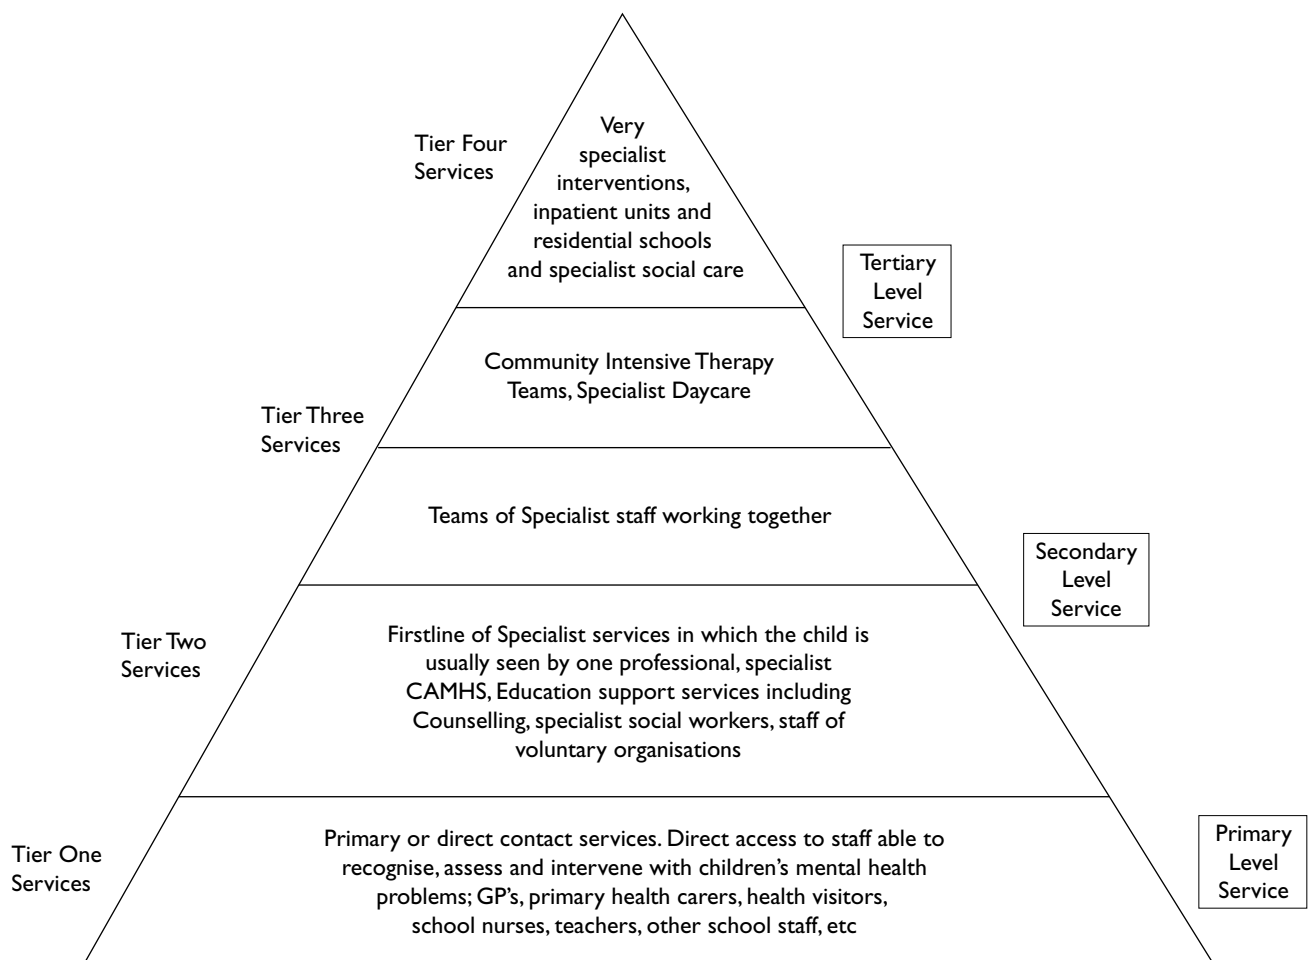 Tier Four
Services
Very
specialist
interventions,
inpatient units and
residential schools
and specialist social care
Tertiary
Level
Service
Community Intensive Therapy
Teams, Specialist Daycare
Tier Three
Services
Teams of Specialist staff working together
Secondary
Level
Service
Tier Two
Services
Firstline of Specialist services in which the child is
usually seen by one professional, specialist
CAMHS, Education support services including
Counselling, specialist social workers, staff of
voluntary organisations
Tier One
Services
Primary or direct contact services. Direct access to staff able to
recognise, assess and intervene with children’s mental health
problems; GP’s, primary health carers, health visitors,
school nurses, teachers, other school staff, etc
Primary
Level
Service